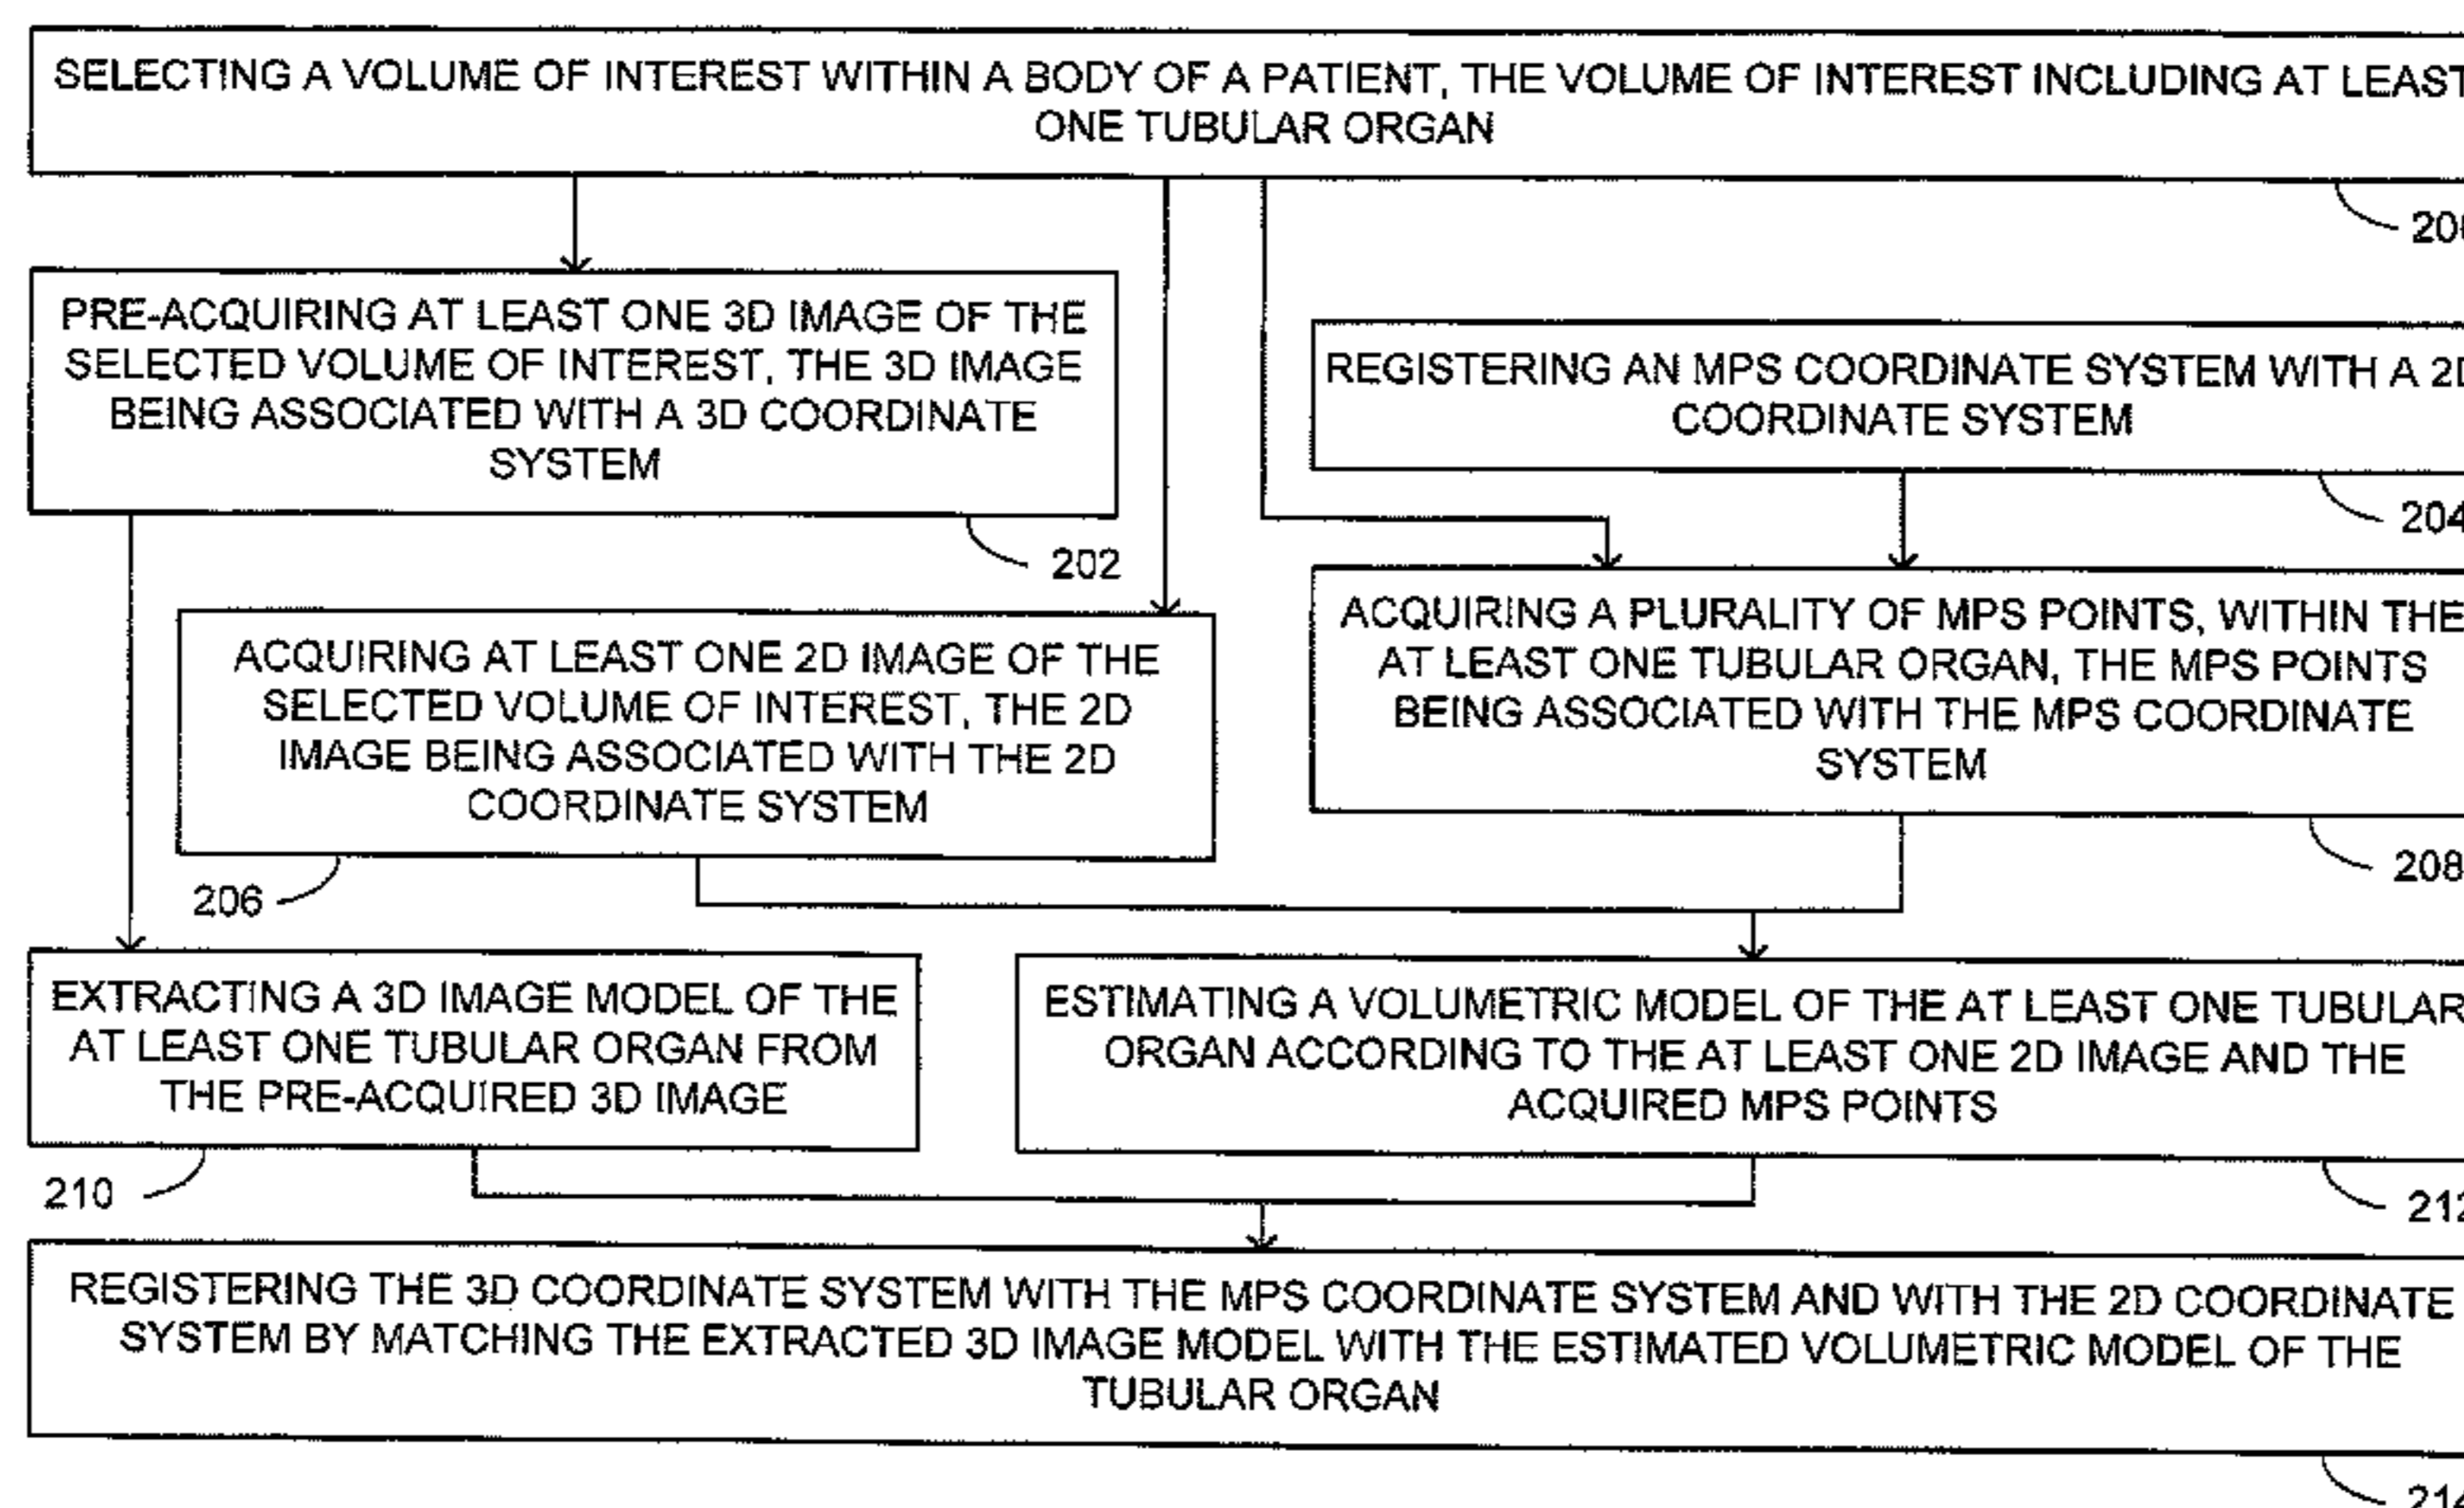 SELECTING A VOLUME OF INTEREST WITHIN A BODY OF A PATIENT, THE VOLUME OF INTEREST INCLUDING AT LEAST
ONE TUBULAR ORGAN
PRE-ACQUIRING AT LEAST ONE 3D IMAGE OF THE
SELECTED VOLUME OF INTEREST, THE 3D IMAGE
BEING ASSOCIATED WITH A 3D COORDINATE
SYSTEM
202
REGISTERING AN MPS COORDINATE SYSTEM WITH A 2D
COORDINATE SYSTEM
204
ACQUIRING AT LEAST ONE 2D IMAGE OF THE
SELECTED VOLUME OF INTEREST, THE 2D
IMAGE BEING ASSOCIATED WITH THE 2D
COORDINATE SYSTEM
206
ACQUIRING A PLURALITY OF MPS POINTS, WITHIN THE
AT LEAST ONE TUBULAR ORGAN, THE MPS POINTS
BEING ASSOCIATED WITH THE MPS COORDINATE
SYSTEM
208
EXTRACTING A 3D IMAGE MODEL OF THE
AT LEAST ONE TUBULAR ORGAN FROM
THE PRE-ACQUIRED 3D IMAGE
210
ESTIMATING A VOLUMETRIC MODEL OF THE AT LEAST ONE TUBULAR
ORGAN ACCORDING TO THE AT LEAST ONE 2D IMAGE AND THE
ACQUIRED MPS POINTS
212
REGISTERING THE 3D COORDINATE SYSTEM WITH THE MPS COORDINATE SYSTEM AND WITH THE 2D COORDINATE
SYSTEM BY MATCHING THE EXTRACTED 3D IMAGE MODEL WITH THE ESTIMATED VOLUMETRIC MODEL OF THE
TUBULAR ORGAN